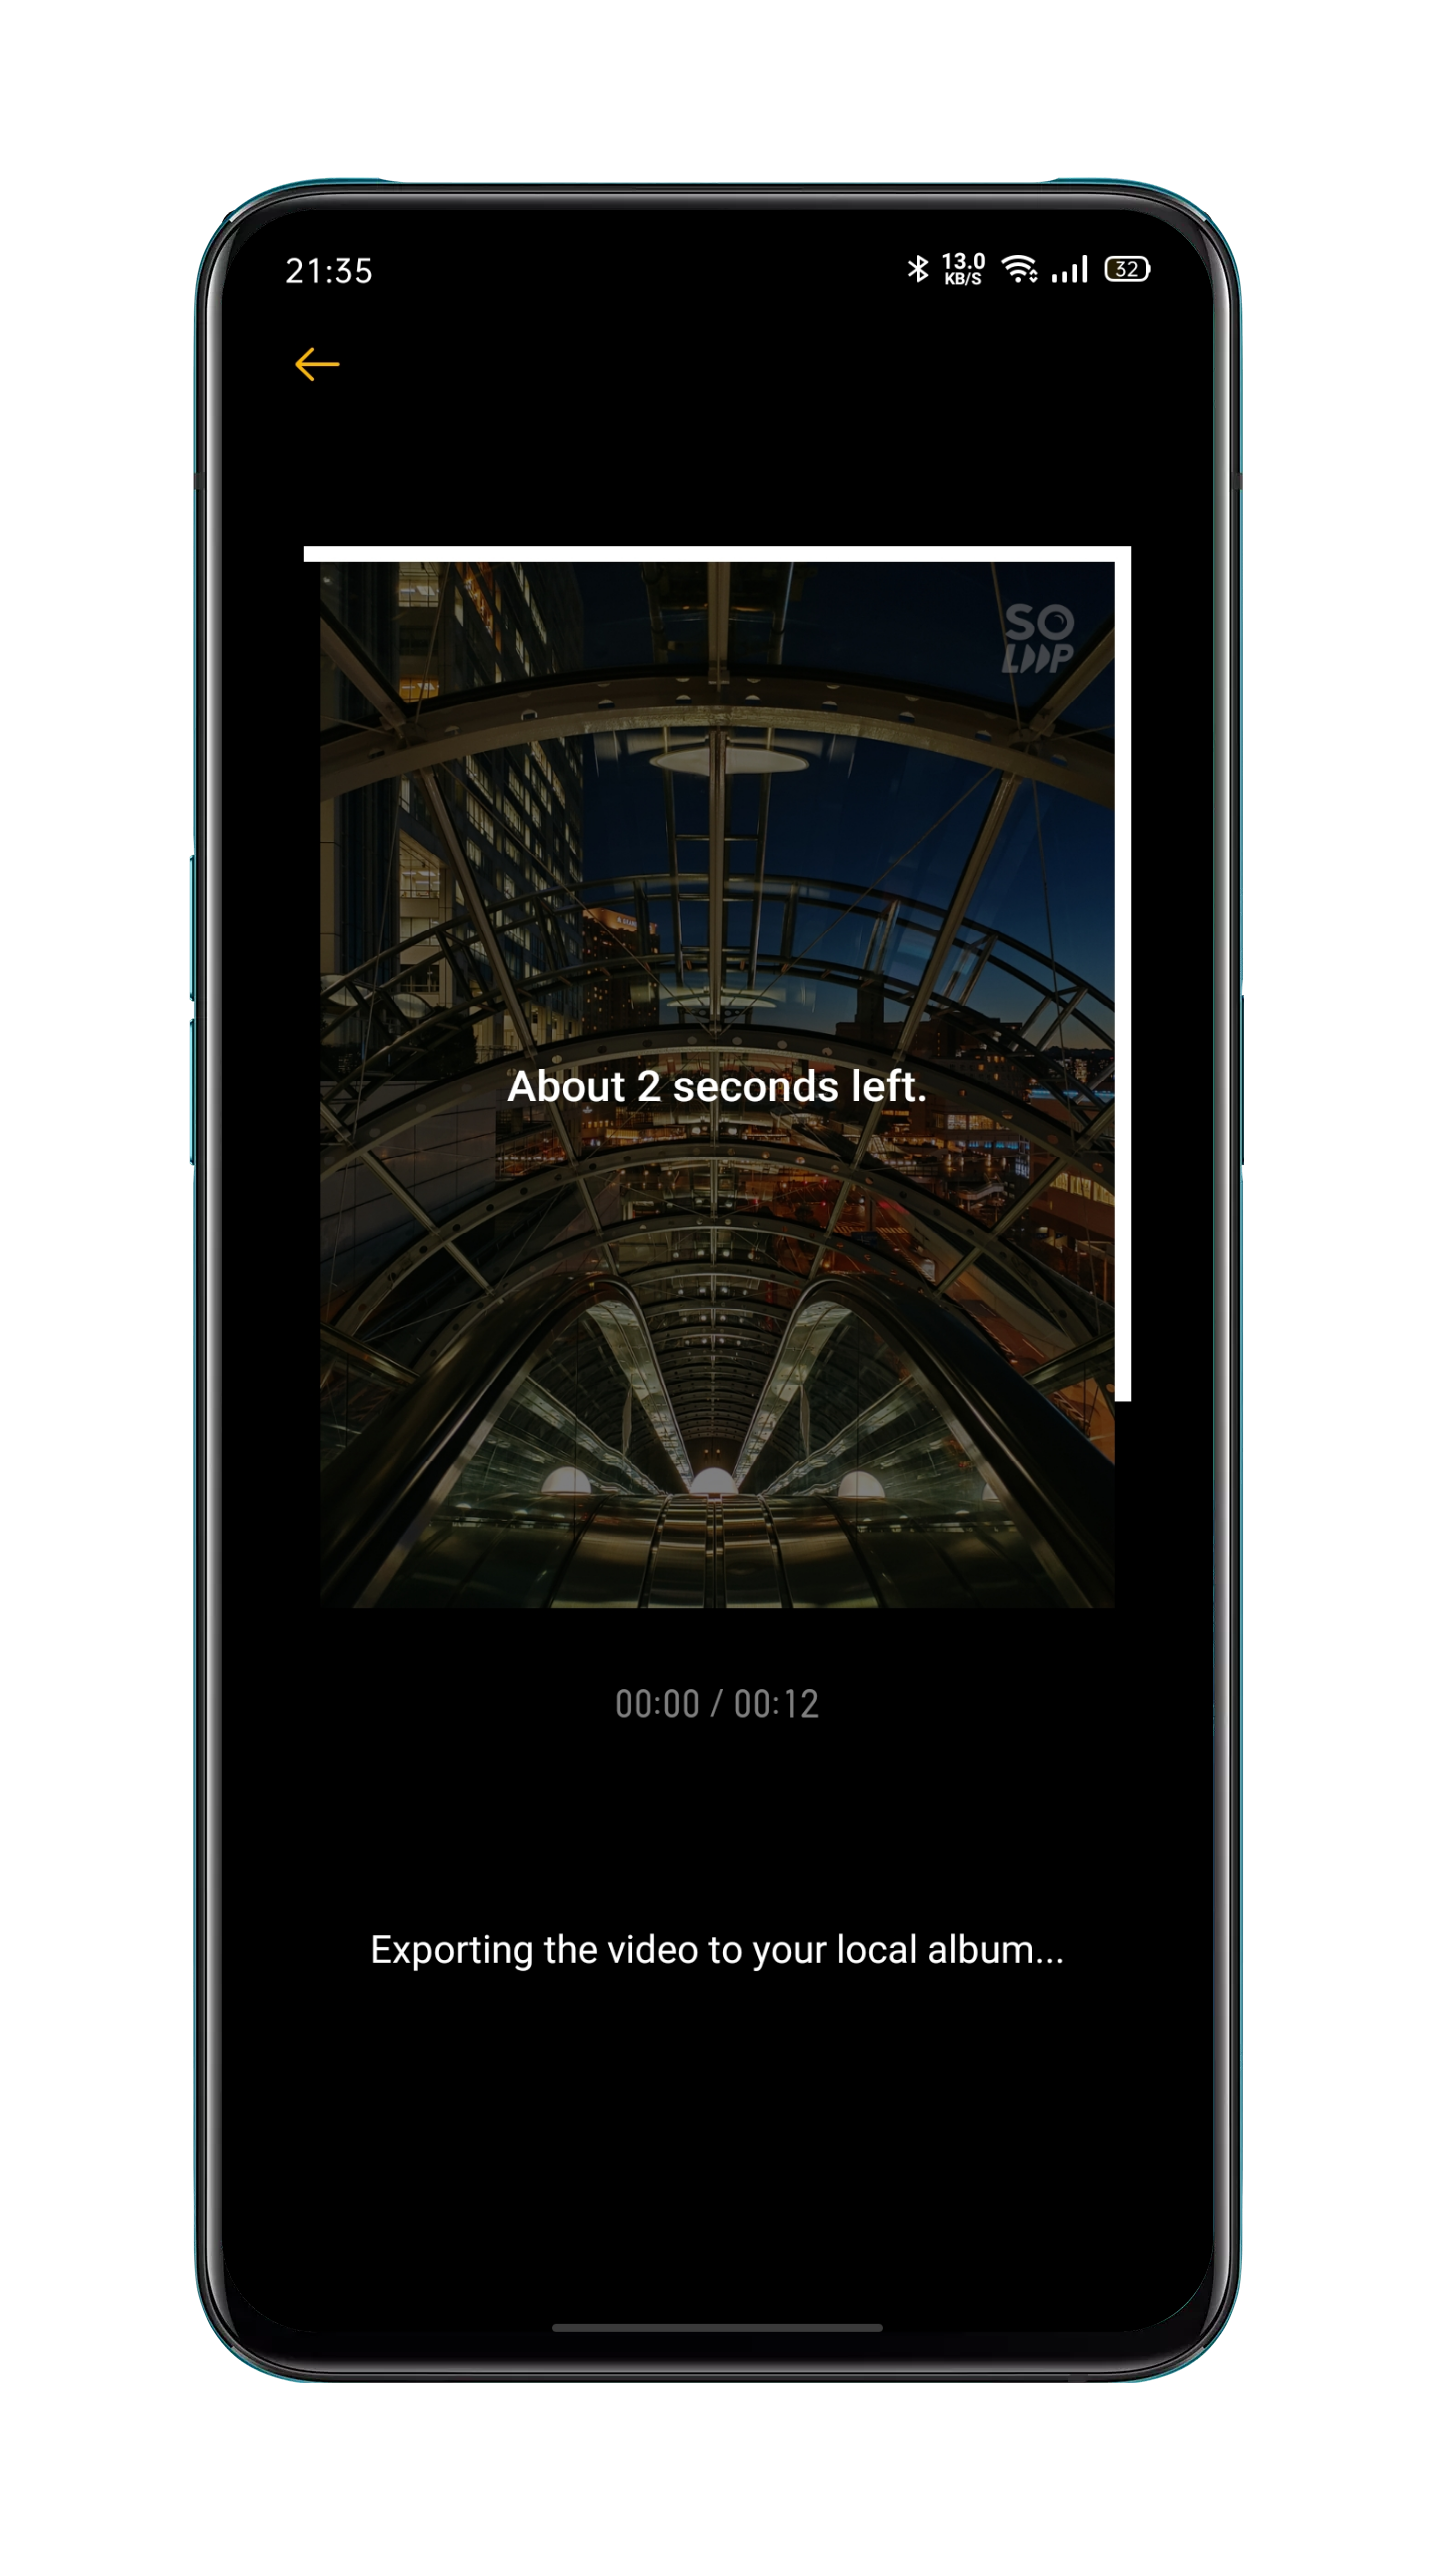 21:35
13.0
KB/S
32
SO
LOOP
About 2 seconds left.
00:00 / 00:12
Exporting the video to your local album...